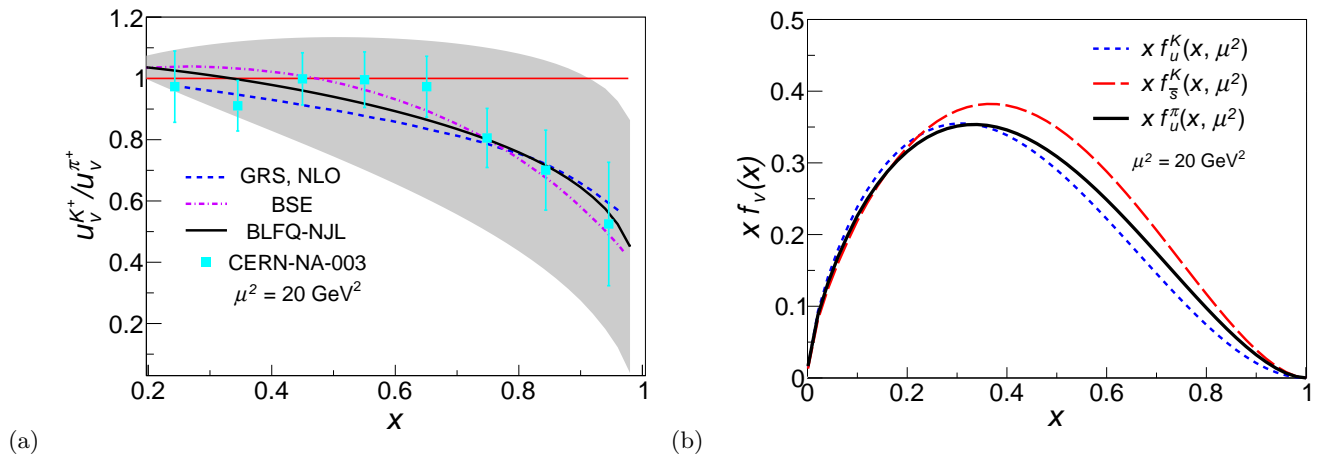 1.2
1
0.8
0.6
0.4
0.2
u_V^{K^+}/u_V^{π^+}
GRS, NLO
BSE
BLFQ-NJL
CERN-NA-003
μ² = 20 GeV²
0.2 0.4 0.6 0.8 1
x
(a)
0.5
0.4
0.3
0.2
0.1
0
x f_v(x)
x f_u^K(x, μ²)
x f_s̅^K(x, μ²)
x f_u^π(x, μ²)
μ² = 20 GeV²
0 0.2 0.4 0.6 0.8 1
x
(b)